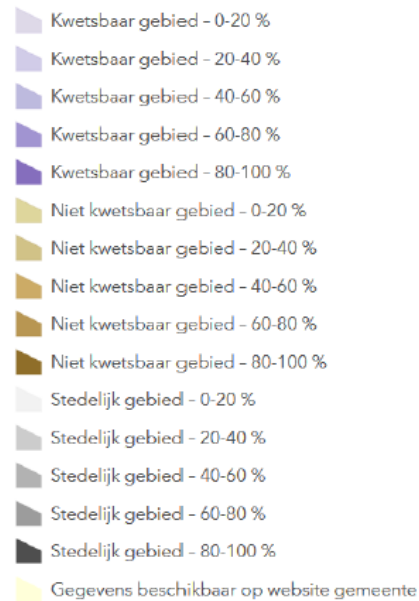 Kwetsbaar gebied - 0-20 %
Kwetsbaar gebied - 20-40 %
Kwetsbaar gebied - 40-60 %
Kwetsbaar gebied - 60-80 %
Kwetsbaar gebied - 80-100 %
Niet kwetsbaar gebied - 0-20 %
Niet kwetsbaar gebied - 20-40 %
Niet kwetsbaar gebied - 40-60 %
Niet kwetsbaar gebied - 60-80 %
Niet kwetsbaar gebied - 80-100 %
Stedelijk gebied - 0-20 %
Stedelijk gebied - 20-40 %
Stedelijk gebied - 40-60 %
Stedelijk gebied - 60-80 %
Stedelijk gebied - 80-100 %
Gegevens beschikbaar op website gemeente